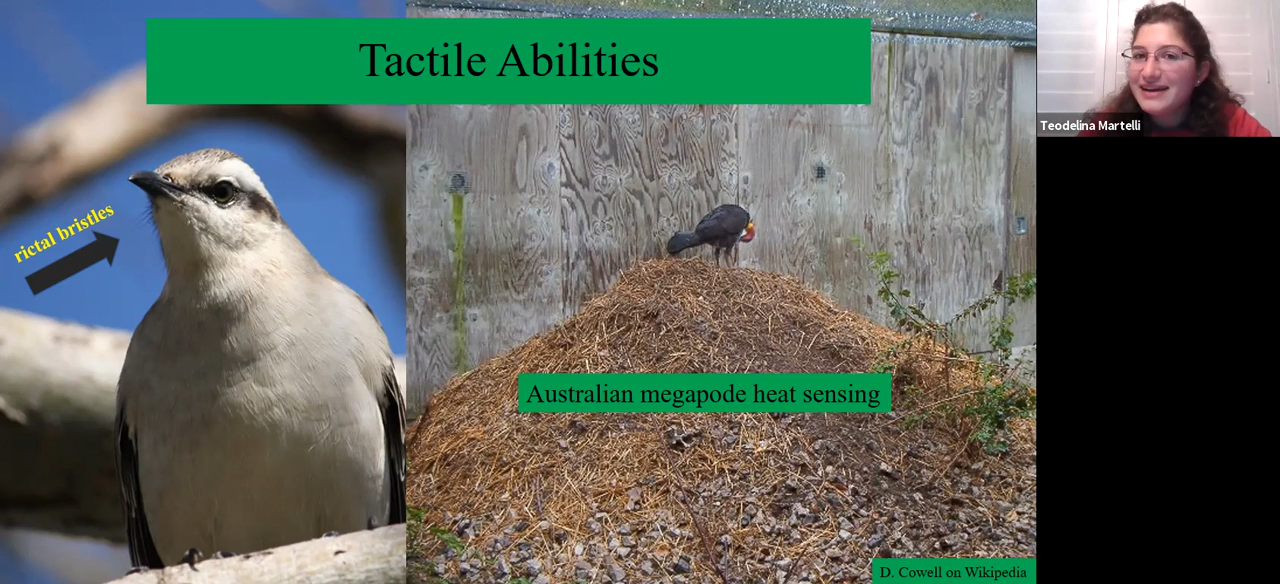 Tactile Abilities
Teodelina Martelli
rictal bristles
Australian megapode heat sensing
D. Cowell on Wikipedia